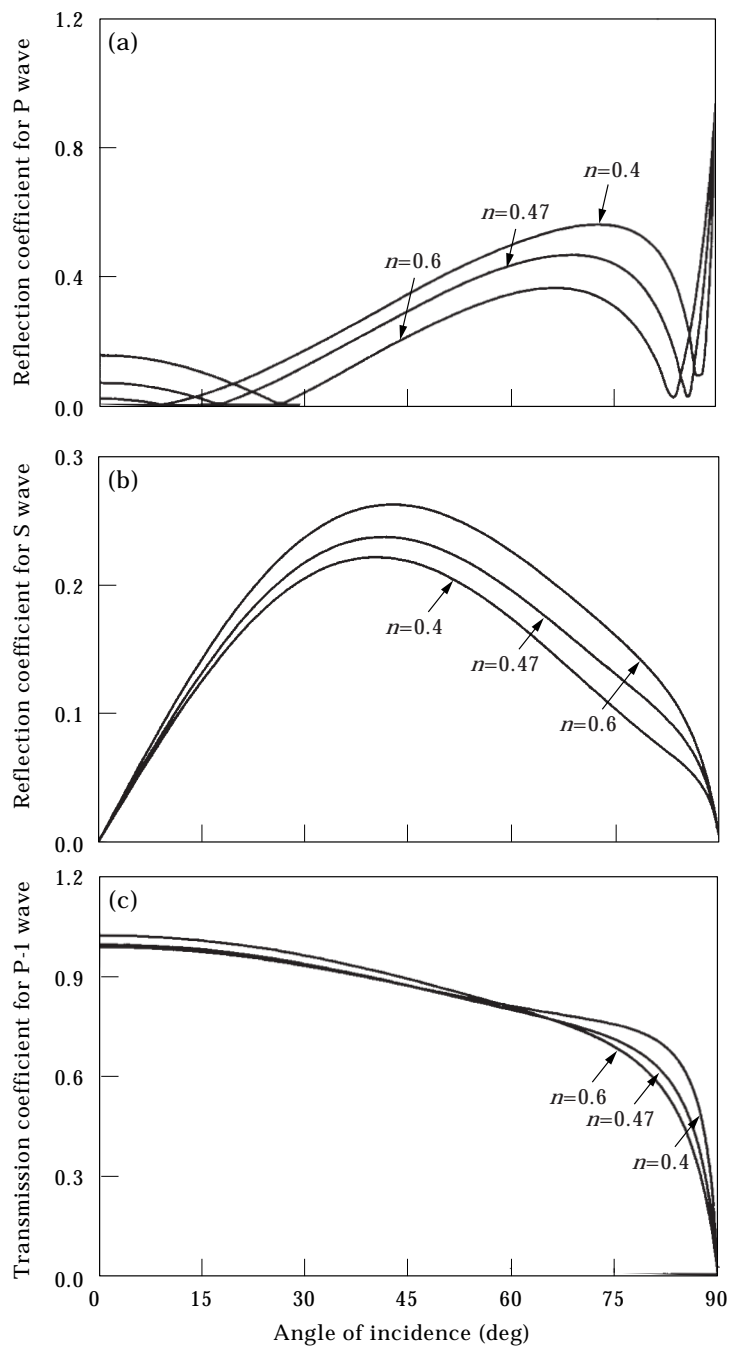 (a)
Reflection coefficient for P wave
1.2
0.8
0.4
0.0
n=0.4
n=0.47
n=0.6
(b)
Reflection coefficient for S wave
0.3
0.2
0.1
0.0
n=0.4
n=0.47
n=0.6
(c)
Transmission coefficient for P-1 wave
1.2
0.9
0.6
0.3
0.0
n=0.6
n=0.47
n=0.4
0 15 30 45 60 75 90
Angle of incidence (deg)